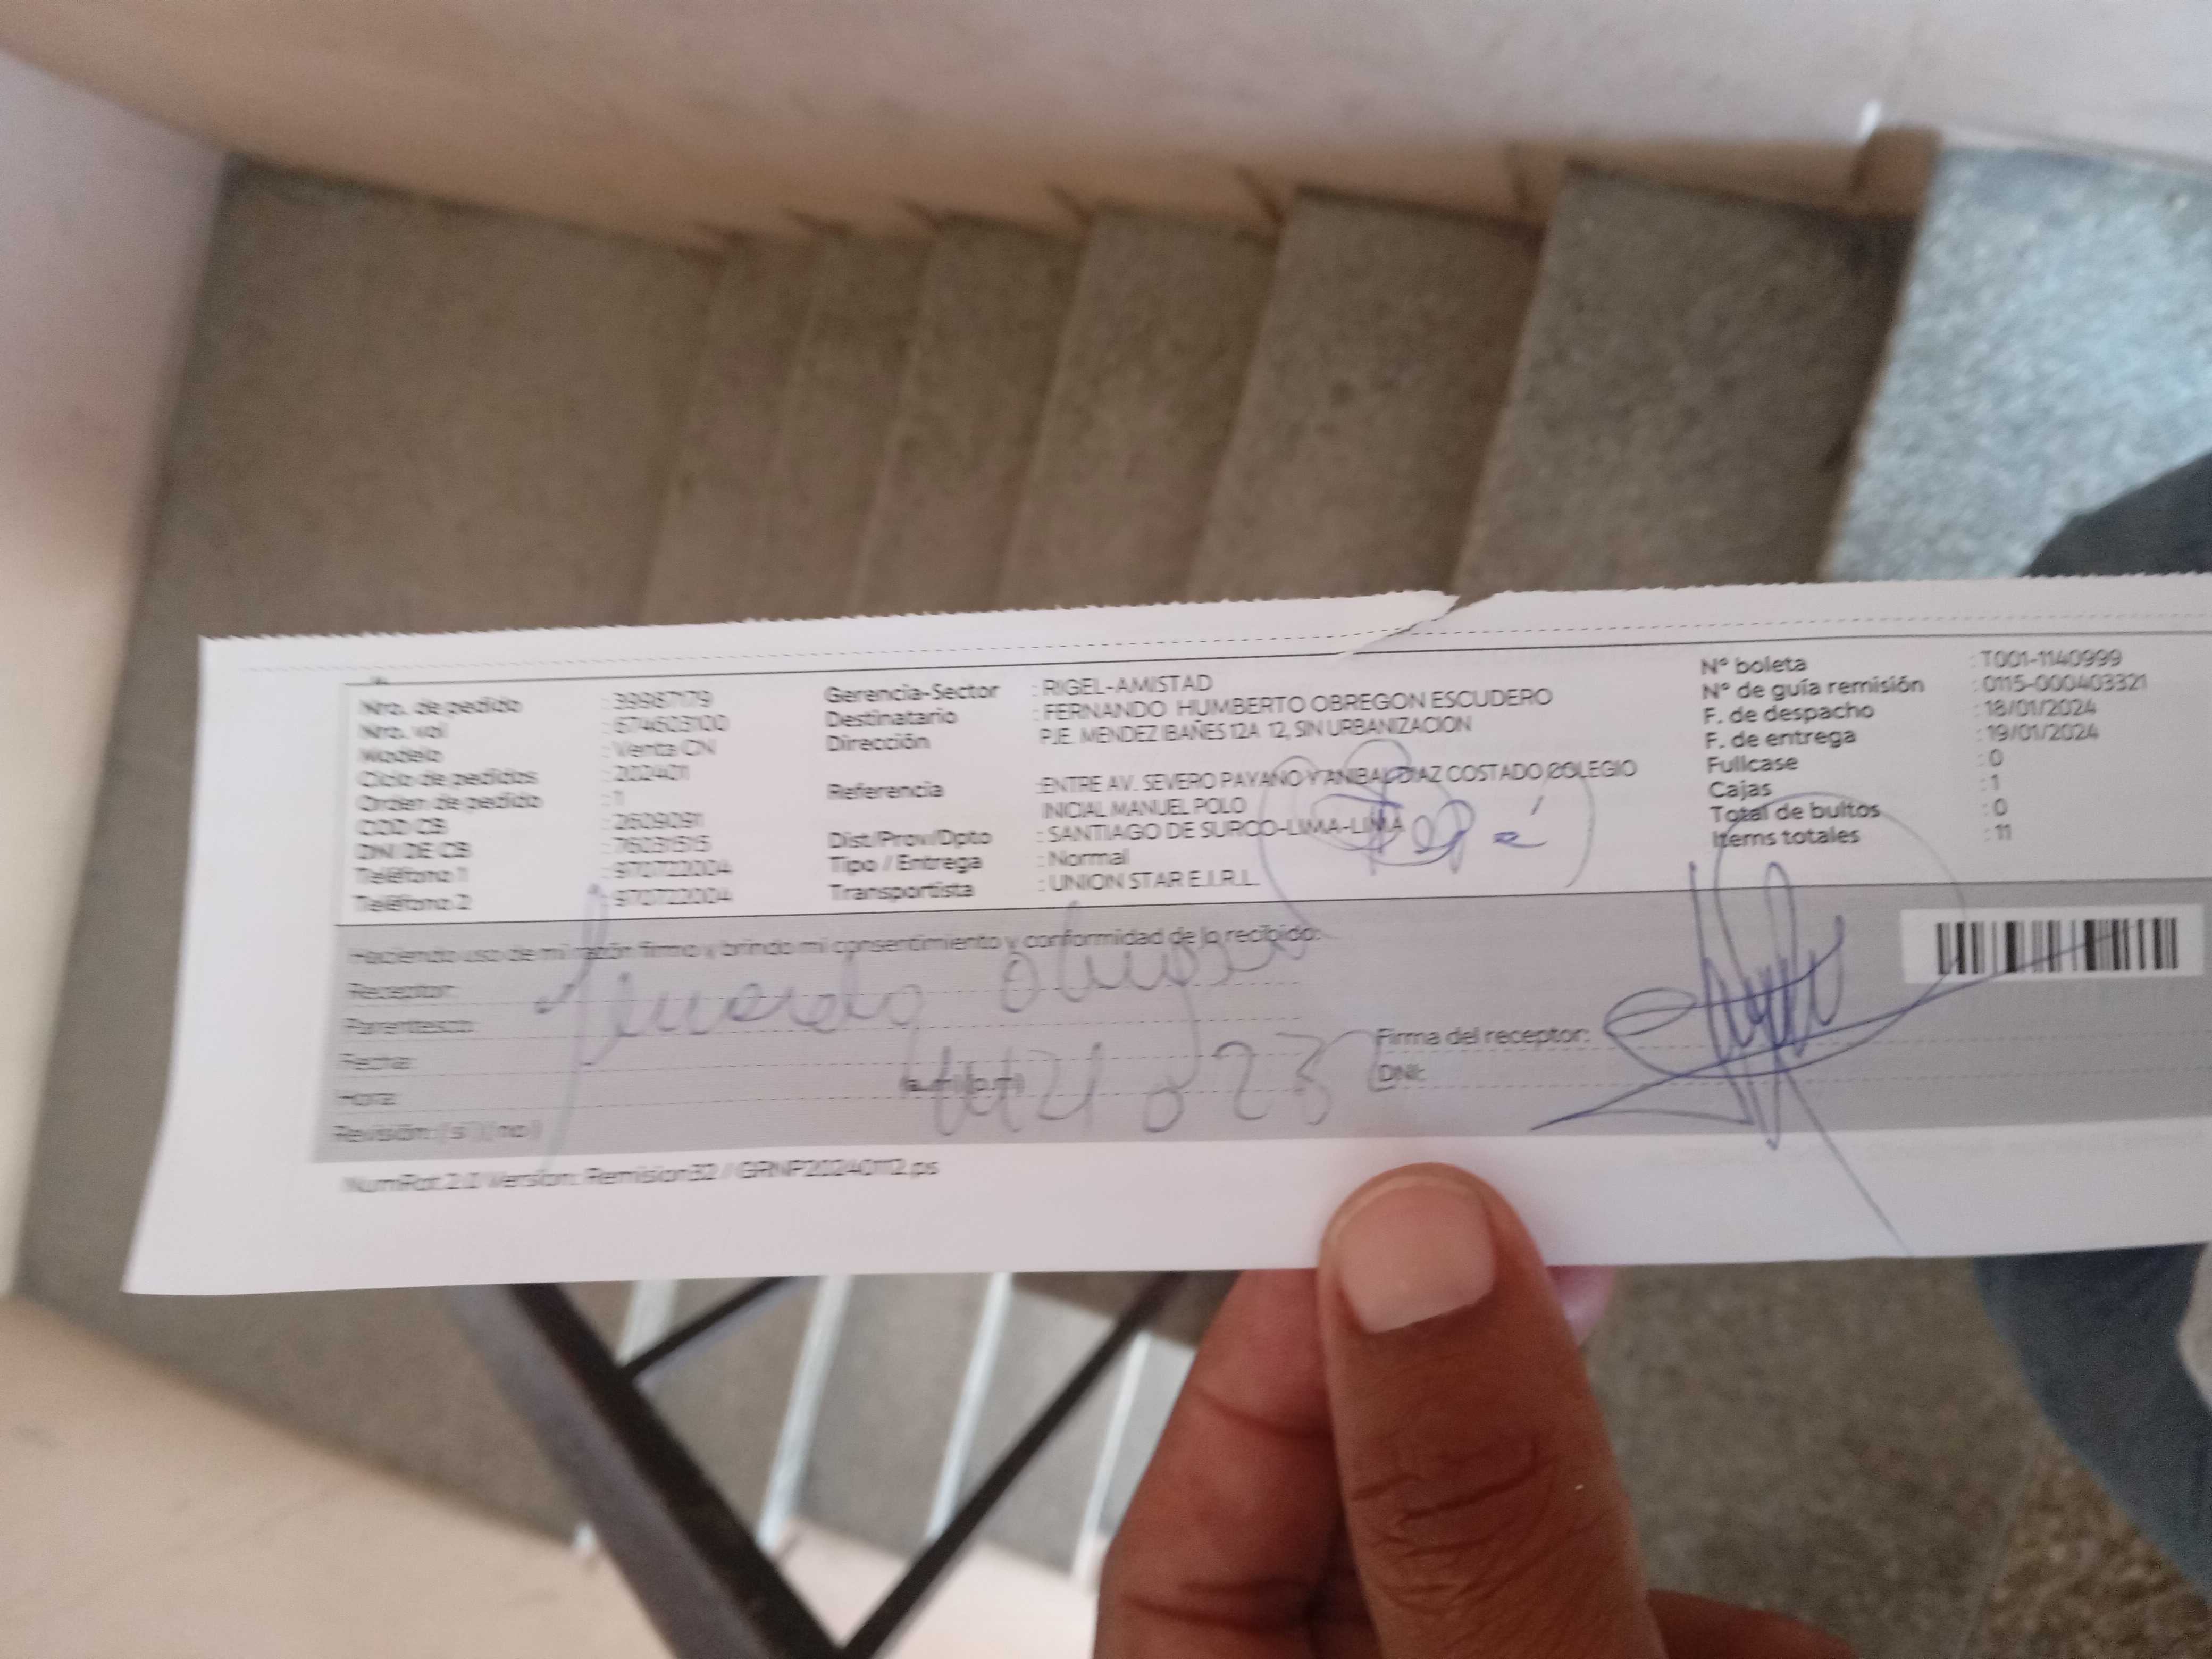 Nro. de pedido : 39987179
Nro. val : 674603100
Modelo : Venta CN
Ciclo de pedidos : 202401
Orden de pedido : 1
COD CB : 26090911
DNI DE CB : 76031515
Teléfono 1 : 970722004
Teléfono 2 : 970722004
Gerencia-Sector : RIGEL-AMISTAD
Destinatario : FERNANDO HUMBERTO OBREGON ESCUDERO
Dirección PJE. MENDEZ IBAÑES 12A 12, SIN URBANIZACION
Referencia :ENTRE AV. SEVERO PAYANO Y ANIBAL DIAZ COSTADO COLEGIO
INICIAL MANUEL POLO
Dist/Prov/Dpto : SANTIAGO DE SURCO-LIMA-LIMA
Tipo / Entrega : Normal
Transportista : UNION STAR E.I.R.L.
N° boleta : T001-1140999
N° de guía remisión : 0115-000403321
F. de despacho : 18/01/2024
F. de entrega : 19/01/2024
Fullcase : 0
Cajas : 1
Total de bultos : 0
Items totales : 11
Haciendo uso de mi razón firmo y brindo mi consentimiento y conformidad de lo recibido.
Receptor:
Parentesco:
Fecha:
Hora: (a.m) (p.m)
Revisión: ( si ) ( no )
Firma del receptor:
DNI:
NumRot 2.0 Version: Remision32 / GRNP20240112.ps